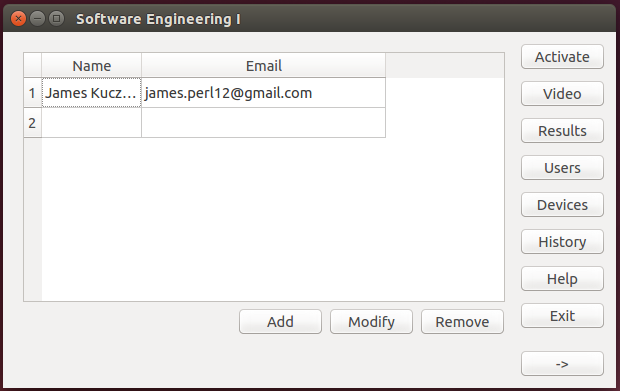 Software Engineering I
Name Email
1 James Kucz... james.perl12@gmail.com
2
Add Modify Remove
Activate
Video
Results
Users
Devices
History
Help
Exit
->